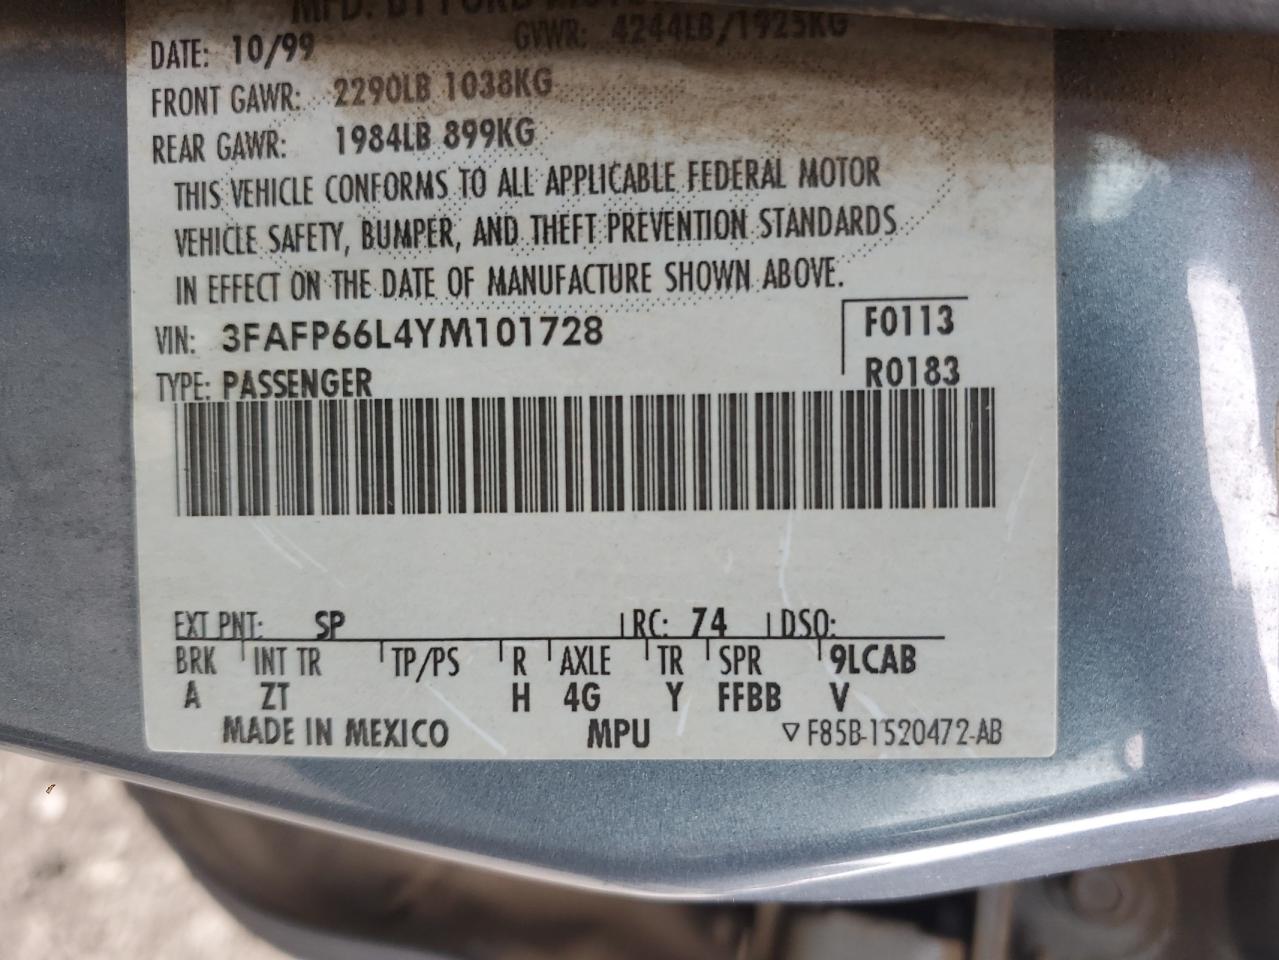 MFD. BY FORD
DATE: 10/99 GVWR: 4244LB/1925KG
FRONT GAWR: 2290LB 1038KG
REAR GAWR: 1984LB 899KG
THIS VEHICLE CONFORMS TO ALL APPLICABLE FEDERAL MOTOR
VEHICLE SAFETY, BUMPER, AND THEFT PREVENTION STANDARDS
IN EFFECT ON THE DATE OF MANUFACTURE SHOWN ABOVE.
VIN: 3FAFP66L4YM101728 F0113
TYPE: PASSENGER R0183
EXT PNT: SP RC: 74 DSO:
BRK INT TR TP/PS R AXLE TR SPR 9LCAB
A ZT H 4G Y FFBB V
MADE IN MEXICO MPU ▽ F85B-1520472-AB